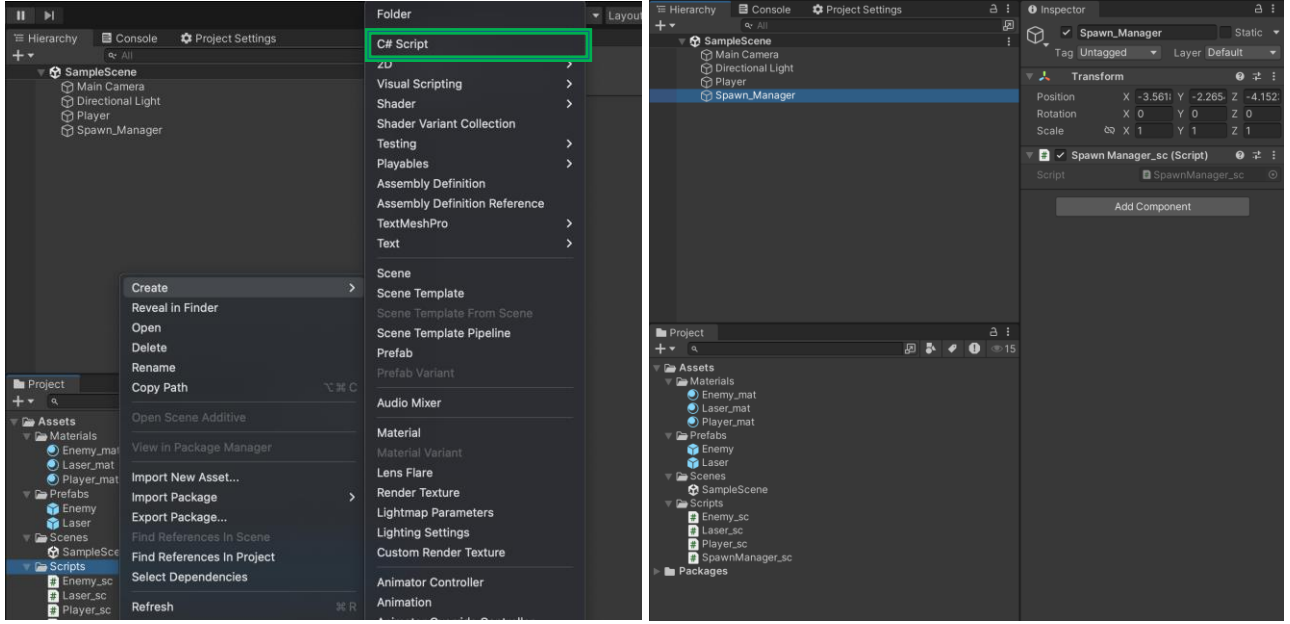 Layout
Hierarchy Console Project Settings
All
SampleScene
Main Camera
Directional Light
Player
Spawn_Manager
Project
Assets
Materials
Enemy_mat
Laser_mat
Player_mat
Prefabs
Enemy
Laser
Scenes
SampleSce
Scripts
Enemy_sc
Laser_sc
Player_sc
Create
Reveal in Finder
Open
Delete
Rename
Copy Path ⌥⌘C
Open Scene Additive
View in Package Manager
Import New Asset...
Import Package
Export Package...
Find References In Scene
Find References In Project
Select Dependencies
Refresh ⌘R
Folder
C# Script
2D
Visual Scripting
Shader
Shader Variant Collection
Testing
Playables
Assembly Definition
Assembly Definition Reference
TextMeshPro
Text
Scene
Scene Template
Scene Template From Scene
Scene Template Pipeline
Prefab
Prefab Variant
Audio Mixer
Material
Material Variant
Lens Flare
Render Texture
Lightmap Parameters
Lighting Settings
Custom Render Texture
Animator Controller
Animation
Hierarchy Console Project Settings
All
SampleScene
Main Camera
Directional Light
Player
Spawn_Manager
Project
15
Assets
Materials
Enemy_mat
Laser_mat
Player_mat
Prefabs
Enemy
Laser
Scenes
SampleScene
Scripts
Enemy_sc
Laser_sc
Player_sc
SpawnManager_sc
Packages
Inspector
Spawn_Manager Static
Tag Untagged Layer Default
Transform
Position X -3.561 Y -2.265 Z -4.152
Rotation X 0 Y 0 Z 0
Scale X 1 Y 1 Z 1
Spawn Manager_sc (Script)
Script SpawnManager_sc
Add Component